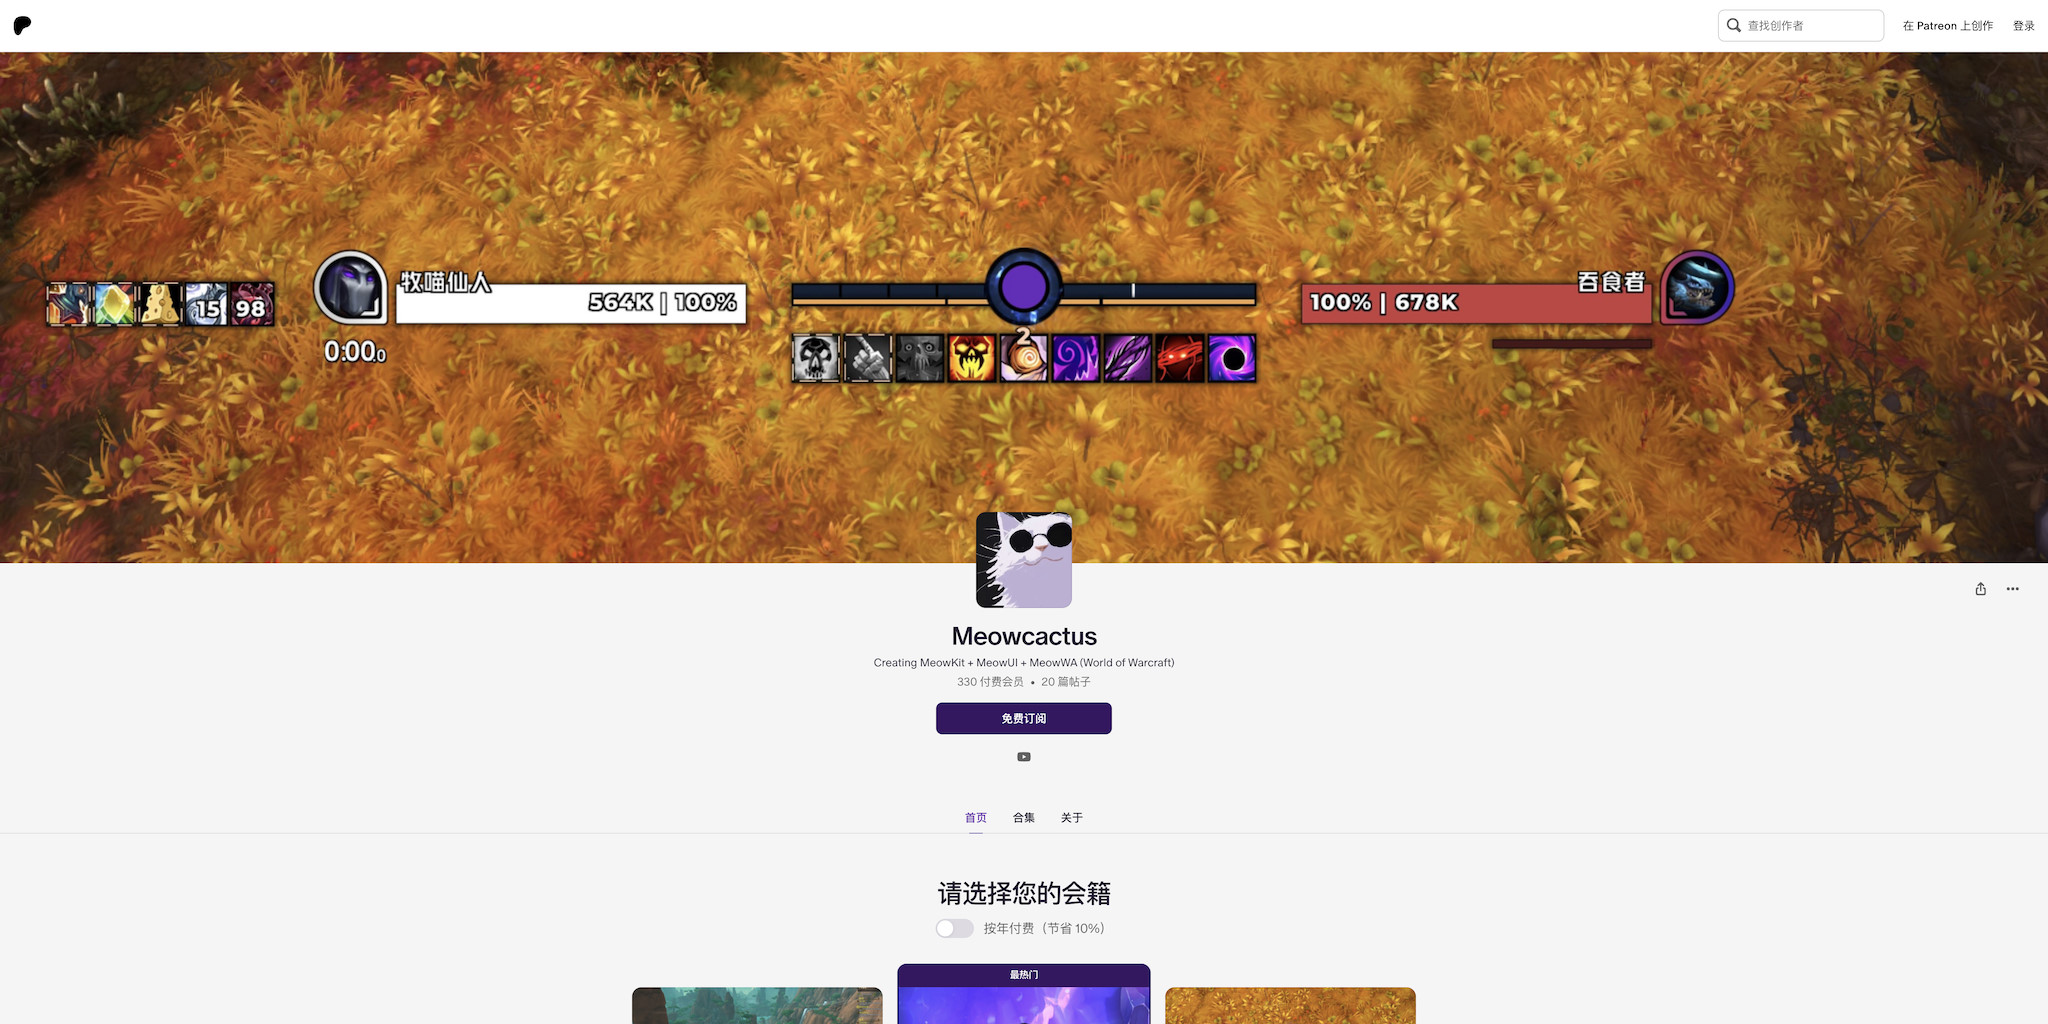 查找创作者
在 Patreon 上创作
登录
牧喵仙人
564K | 100%
15
98
0:00.0
2
吞食者
100% | 678K
Meowcactus
Creating MeowKit + MeowUI + MeowWA (World of Warcraft)
330 付费会员 • 20 篇帖子
免费订阅
首页
合集
关于
请选择您的会籍
按年付费（节省 10%）
最热门